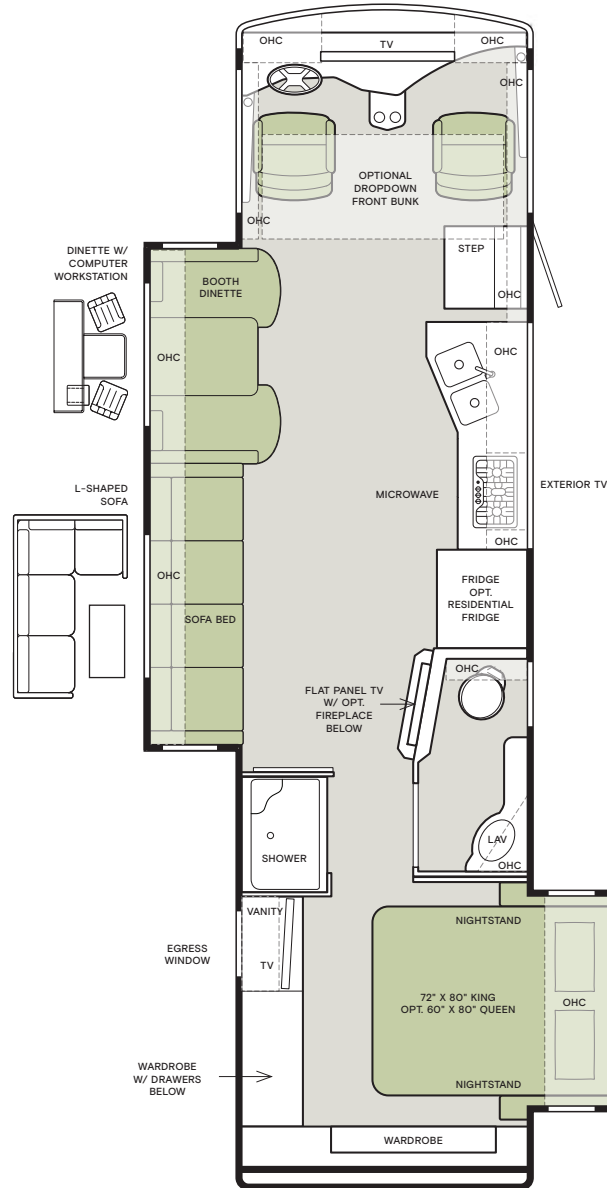 OHC
TV
OHC
OHC
OPTIONAL
DROPDOWN
FRONT BUNK
OHC
STEP
OHC
DINETTE W/
COMPUTER
WORKSTATION
BOOTH
DINETTE
OHC
OHC
MICROWAVE
EXTERIOR TV
OHC
L-SHAPED
SOFA
OHC
SOFA BED
FRIDGE
OPT.
RESIDENTIAL
FRIDGE
FLAT PANEL TV
W/ OPT.
FIREPLACE
BELOW
OHC
LAV
OHC
SHOWER
VANITY
TV
EGRESS
WINDOW
NIGHTSTAND
72" X 80" KING
OPT. 60" X 80" QUEEN
OHC
NIGHTSTAND
WARDROBE
W/ DRAWERS
BELOW
WARDROBE